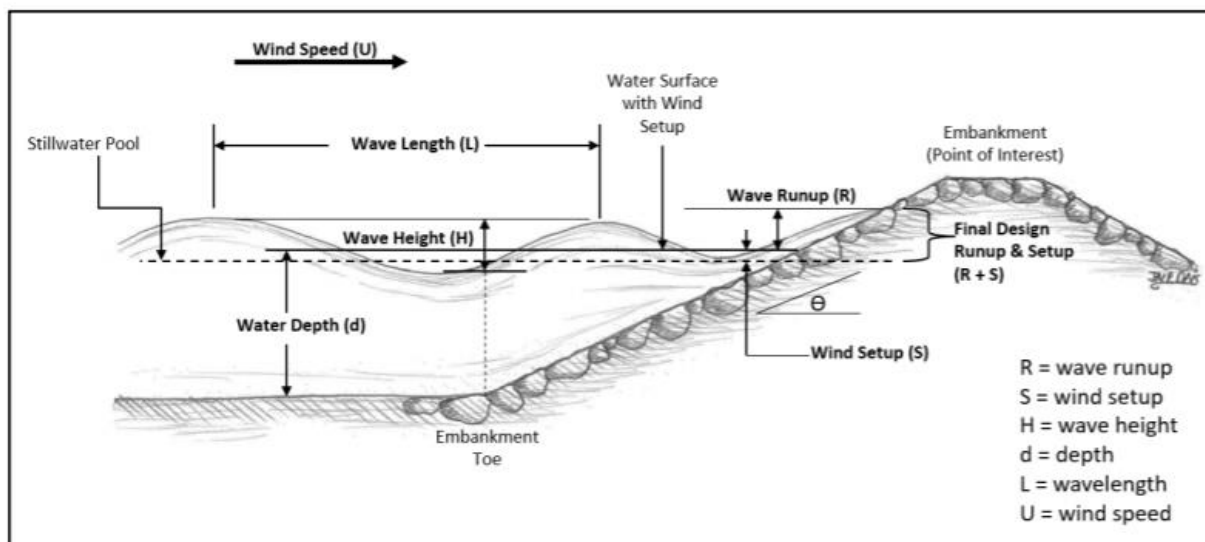 Wind Speed (U)
Water Surface
with Wind
Setup
Stillwater Pool
Wave Length (L)
Embankment
(Point of Interest)
Wave Runup (R)
Wave Height (H)
Final Design
Runup & Setup
(R + S)
Water Depth (d)
θ
Wind Setup (S)
Embankment
Toe
R = wave runup
S = wind setup
H = wave height
d = depth
L = wavelength
U = wind speed